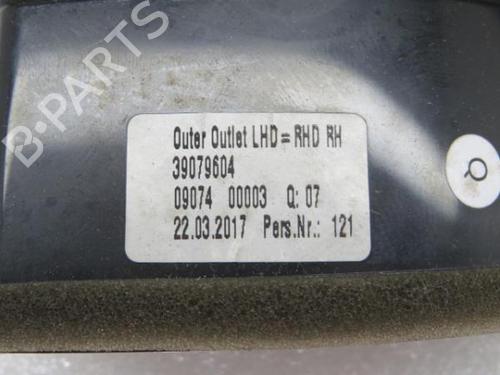 Outer Outlet LHD = RHD RH
39079604
09074 00003 Q: 07
22.03.2017 Pers.Nr.: 121
B-PARTS